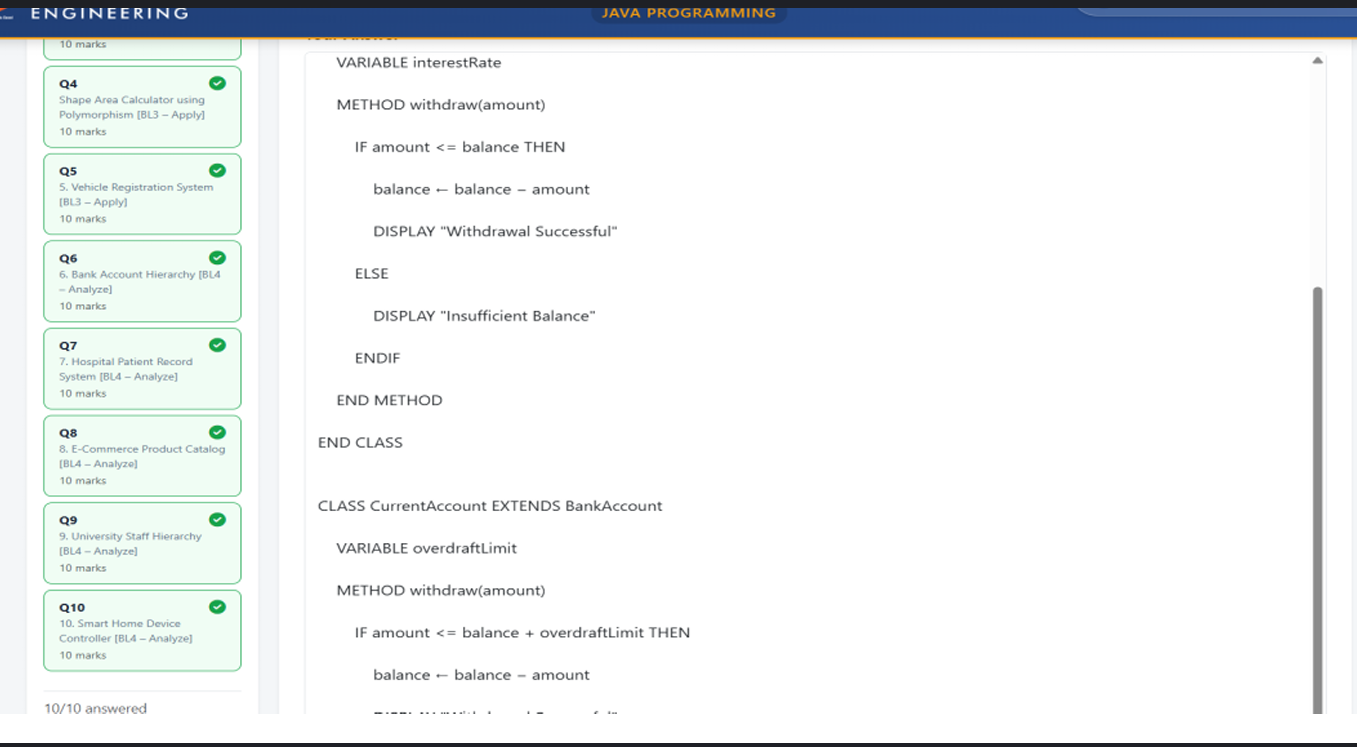 ENGINEERING
JAVA PROGRAMMING
10 marks
Q4
Shape Area Calculator using
Polymorphism [BL3 – Apply]
10 marks
Q5
5. Vehicle Registration System
[BL3 – Apply]
10 marks
Q6
6. Bank Account Hierarchy [BL4
– Analyze]
10 marks
Q7
7. Hospital Patient Record
System [BL4 – Analyze]
10 marks
Q8
8. E-Commerce Product Catalog
[BL4 – Analyze]
10 marks
Q9
9. University Staff Hierarchy
[BL4 – Analyze]
10 marks
Q10
10. Smart Home Device
Controller [BL4 – Analyze]
10 marks
10/10 answered
VARIABLE interestRate
METHOD withdraw(amount)
IF amount <= balance THEN
balance ← balance – amount
DISPLAY "Withdrawal Successful"
ELSE
DISPLAY "Insufficient Balance"
ENDIF
END METHOD
END CLASS
CLASS CurrentAccount EXTENDS BankAccount
VARIABLE overdraftLimit
METHOD withdraw(amount)
IF amount <= balance + overdraftLimit THEN
balance ← balance – amount